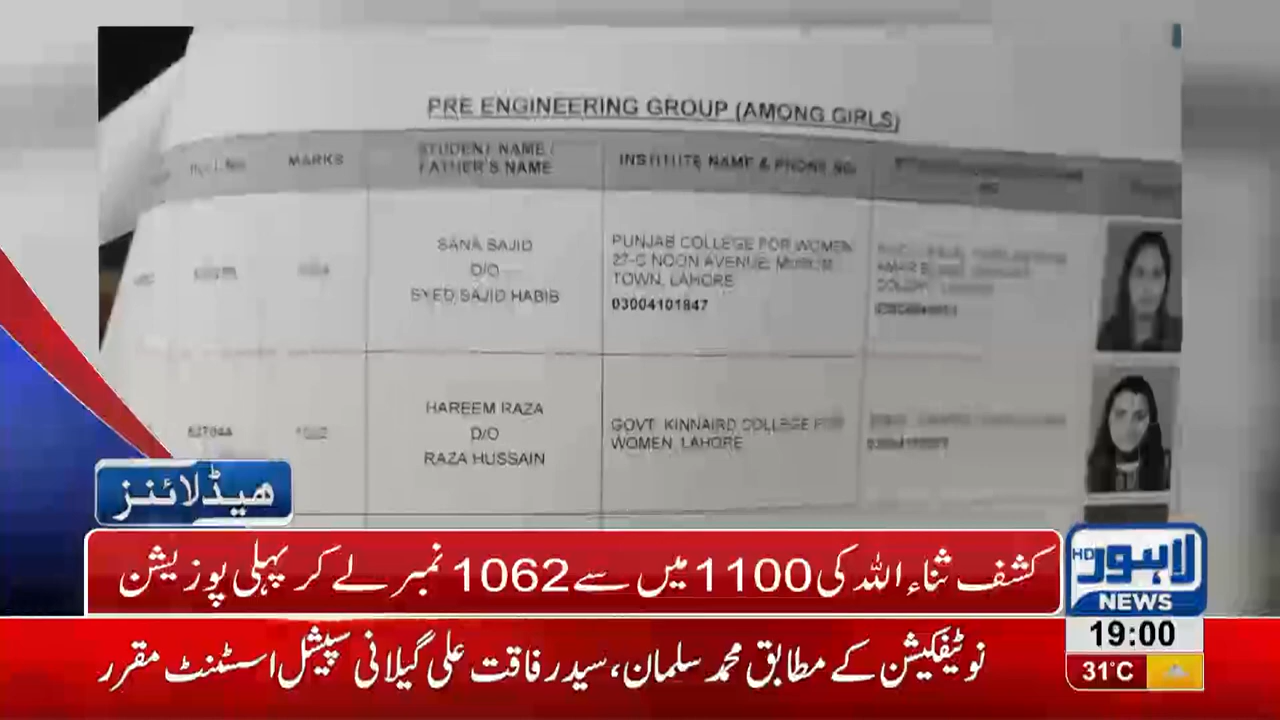 PRE ENGINEERING GROUP (AMONG GIRLS)
MARKS
STUDENT NAME /
FATHER'S NAME
INSTITUTE NAME & PHONE NO.
SANA SAJID
D/O
SYED SAJID HABIB
PUNJAB COLLEGE FOR WOMEN
27-C NOON AVENUE MUSLIM
TOWN, LAHORE
03004101847
HAREEM RAZA
D/O
RAZA HUSSAIN
GOVT. KINNAIRD COLLEGE FOR
WOMEN, LAHORE
ھیڈلائنز
کشف ثناء اللہ کی 1100 میں سے 1062 نمبر لے کر پہلی پوزیشن
HD لاہور
NEWS
19:00
31°C
نوٹیفکیشن کے مطابق محمد سلمان، سید رفاقت علی گیلانی سپیشل اسسٹنٹ مقرر